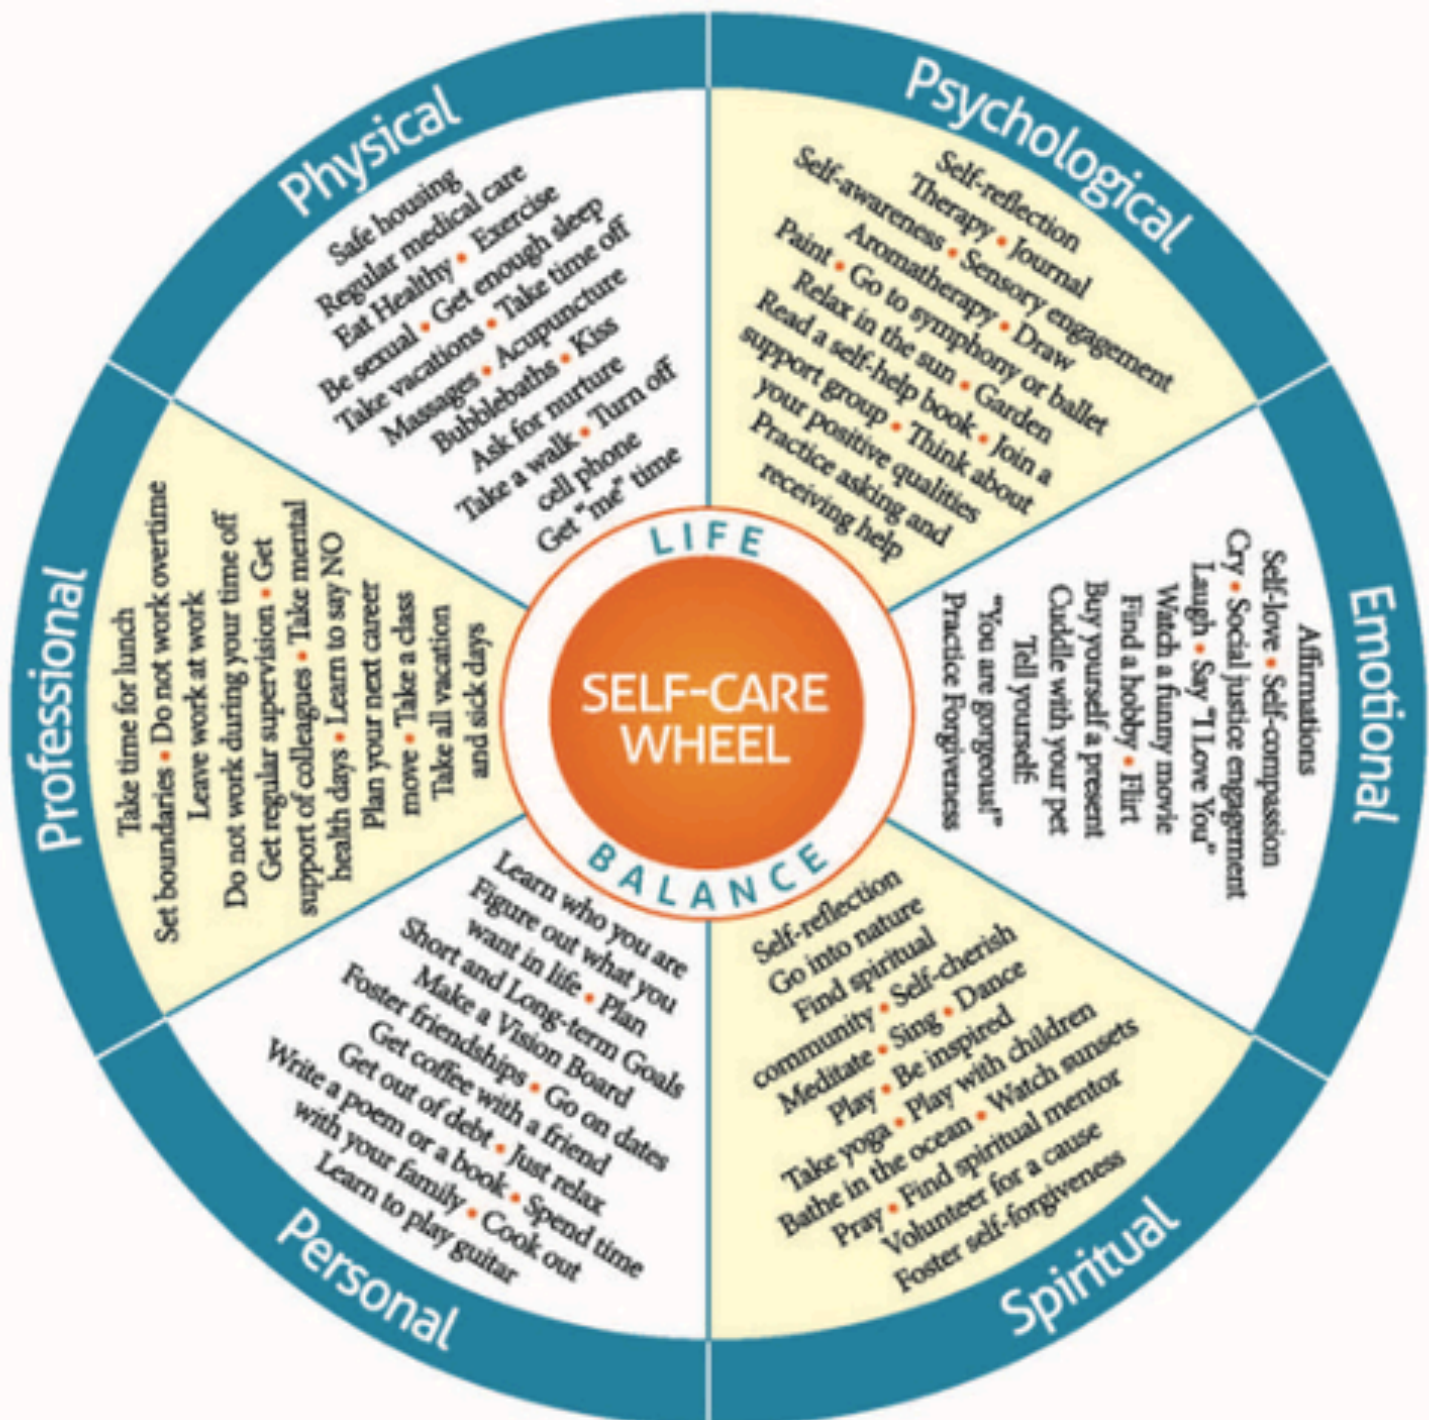 Physical
Safe housing
Regular medical care
Eat Healthy • Exercise
Be sexual • Get enough sleep
Take vacations • Take time off
Massages • Acupuncture
Bubblebaths • Kiss
Ask for nurture
Take a walk • Turn off
cell phone
Get “me” time
Psychological
Self-reflection
Therapy • Journal
Self-awareness • Sensory engagement
Aromatherapy • Draw
Paint • Go to symphony or ballet
Relax in the sun • Garden
Read a self-help book • Join a
support group • Think about
your positive qualities
Practice asking and
receiving help
Emotional
Affirmations
Self-love • Self-compassion
Cry • Social justice engagement
Laugh • Say “I Love You”
Watch a funny movie
Find a hobby • Flirt
Buy yourself a present
Cuddle with your pet
Tell yourself:
“You are gorgeous!”
Practice Forgiveness
Spiritual
Self-reflection
Go into nature
Find spiritual
community • Self-cherish
Meditate • Sing • Dance
Play • Be inspired
Take yoga • Play with children
Bathe in the ocean • Watch sunsets
Pray • Find spiritual mentor
Volunteer for a cause
Foster self-forgiveness
Personal
Learn who you are
Figure out what you
want in life • Plan
Short and Long-term Goals
Make a Vision Board
Foster friendships • Go on dates
Get coffee with a friend
Get out of debt • Just relax
Write a poem or a book • Spend time
with your family • Cook out
Learn to play guitar
Professional
Take time for lunch
Set boundaries • Do not work overtime
Leave work at work
Do not work during your time off
Get regular supervision • Get
support of colleagues • Take mental
health days • Learn to say NO
Plan your next career
move • Take a class
Take all vacation
and sick days
LIFE
SELF-CARE
WHEEL
BALANCE